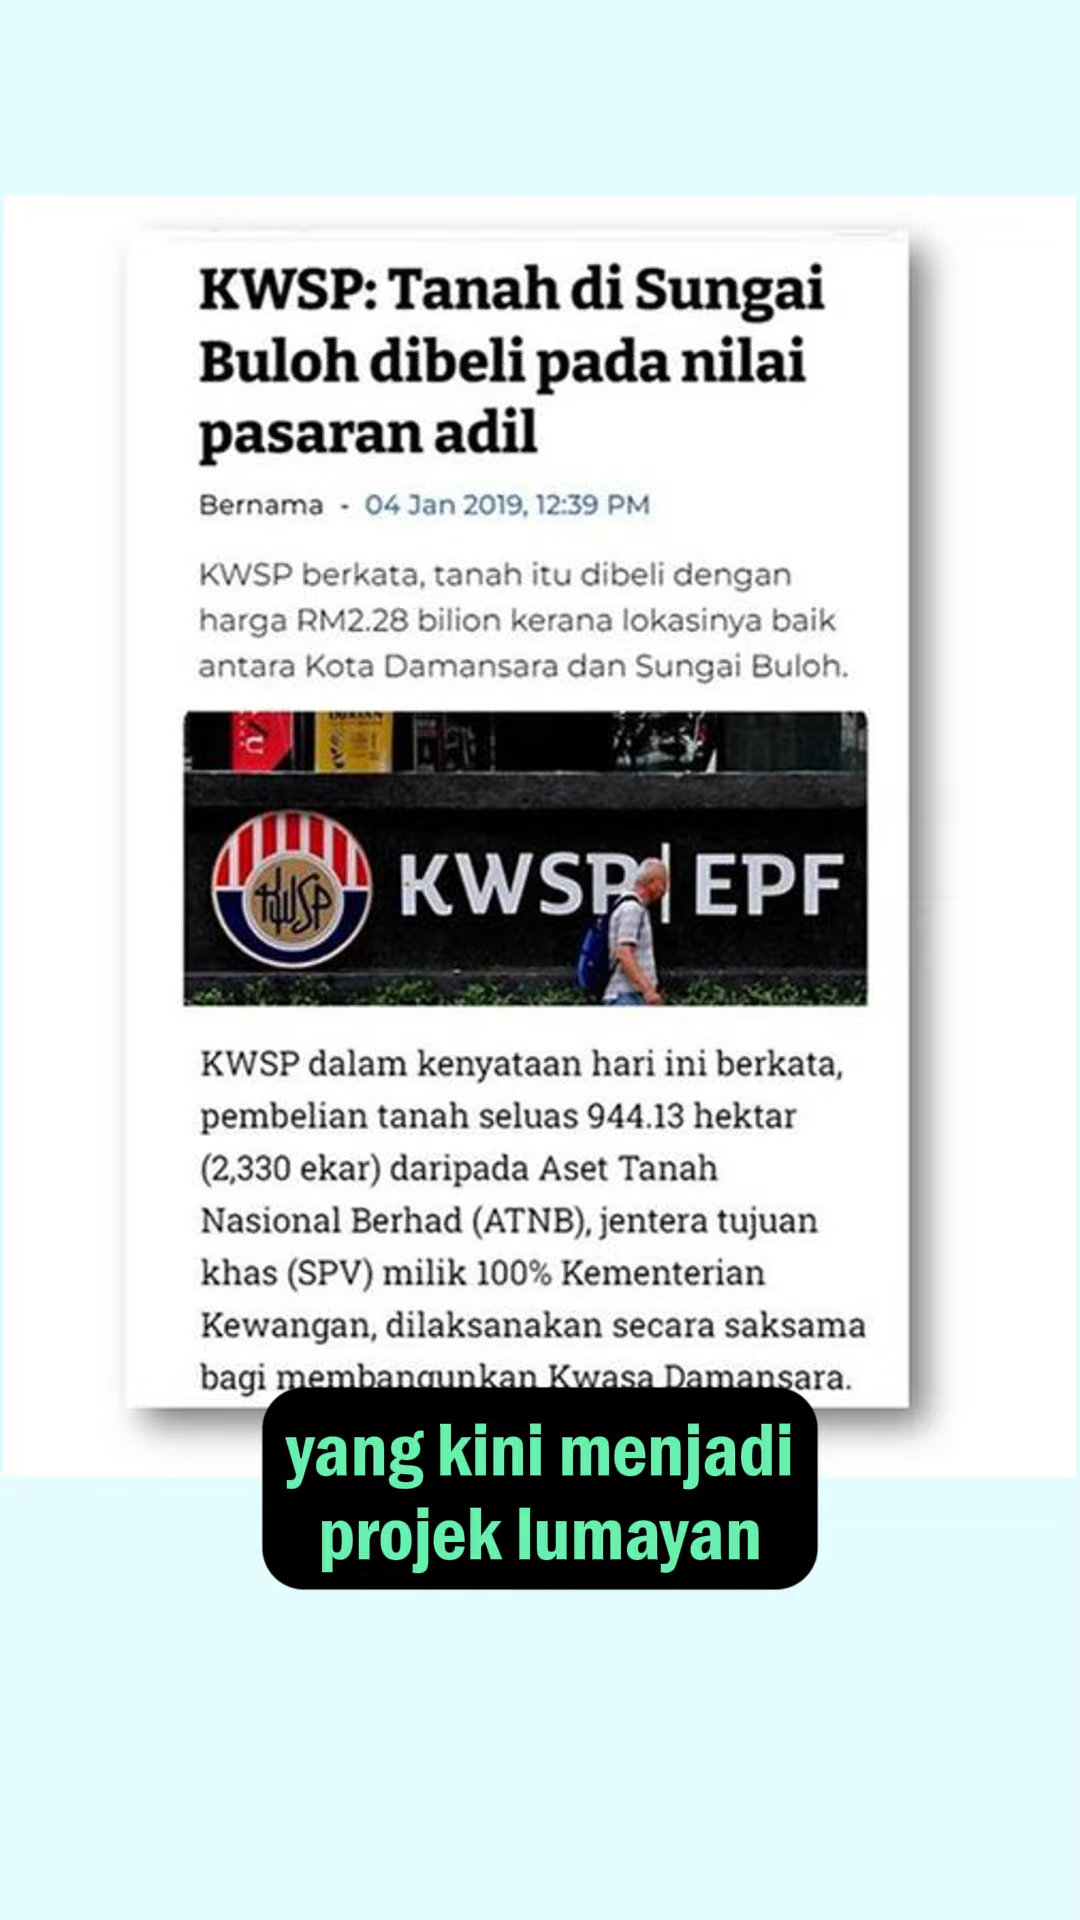 KWSP: Tanah di Sungai
Buloh dibeli pada nilai
pasaran adil
Bernama - 04 Jan 2019, 12:39 PM
KWSP berkata, tanah itu dibeli dengan
harga RM2.28 bilion kerana lokasinya baik
antara Kota Damansara dan Sungai Buloh.
KWSP
KWSP | EPF
KWSP dalam kenyataan hari ini berkata,
pembelian tanah seluas 944.13 hektar
(2,330 ekar) daripada Aset Tanah
Nasional Berhad (ATNB), jentera tujuan
khas (SPV) milik 100% Kementerian
Kewangan, dilaksanakan secara saksama
bagi membangunkan Kwasa Damansara.
yang kini menjadi
projek lumayan